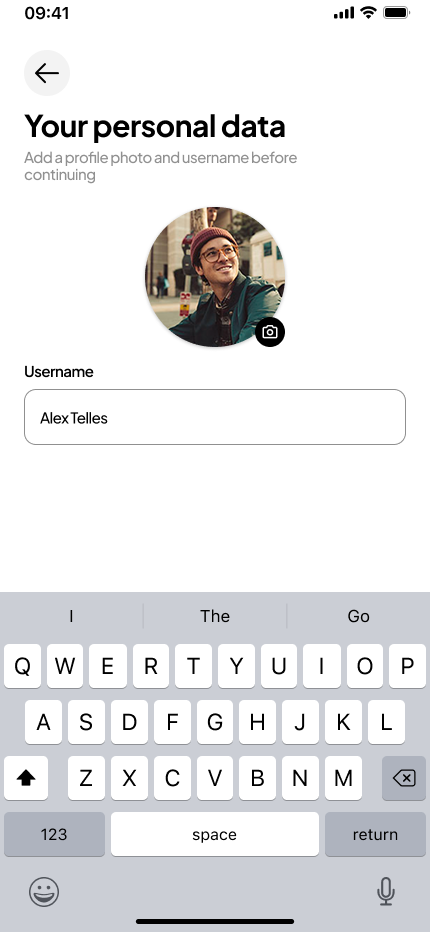 09:41
Your personal data
Add a profile photo and username before
continuing
Username
Alex Telles
I The Go
Q W E R T Y U I O P
A S D F G H J K L
Z X C V B N M
123 space return